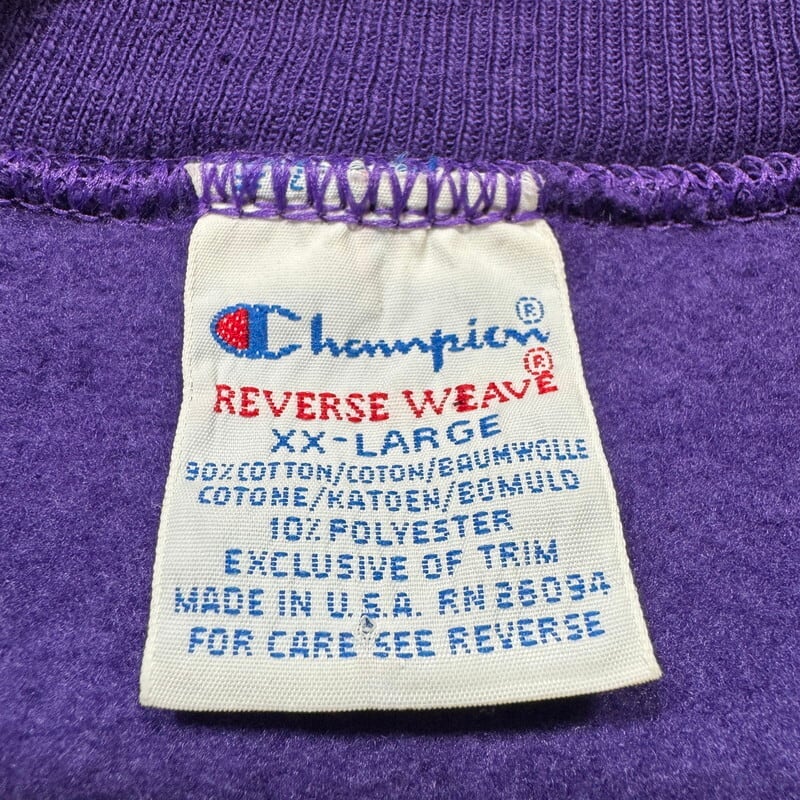 Champion®
REVERSE WEAVE®
XX-LARGE
90% COTTON/COTON/BAUMWOLLE
COTONE/KATOEN/BOMULD
10% POLYESTER
EXCLUSIVE OF TRIM
MADE IN U.S.A. RN 26094
FOR CARE SEE REVERSE